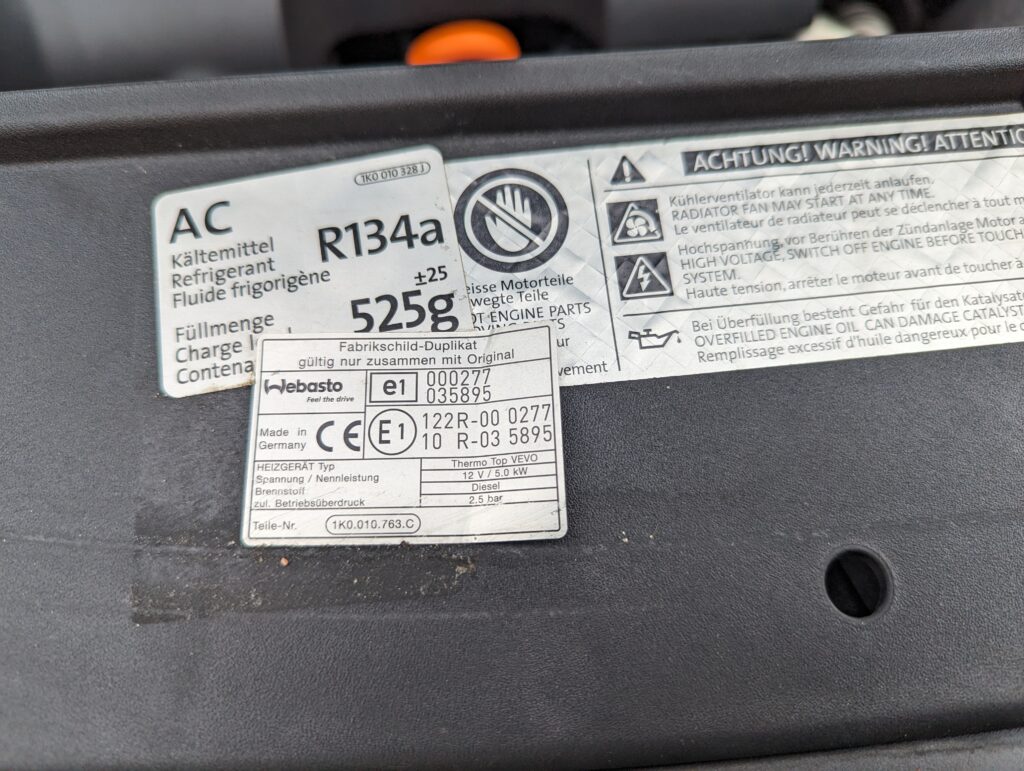 1K0 010 328 J
AC
Kältemittel
Refrigerant
Fluide frigorigène
R134a
±25
525g
Füllmenge
Charge
Contena
eisse Motorteile
wegte Teile
OT ENGINE PARTS
ur
vement
ACHTUNG! WARNING! ATTENTIO
Kühlerventilator kann jederzeit anlaufen.
RADIATOR FAN MAY START AT ANY TIME.
Le ventilateur de radiateur peut se déclencher à tout m
Hochspannung, vor Berühren der Zündanlage Motor a
HIGH VOLTAGE, SWITCH OFF ENGINE BEFORE TOUCH
SYSTEM.
Haute tension, arrêter le moteur avant de toucher à
Bei Überfüllung besteht Gefahr für den Katalysat
OVERFILLED ENGINE OIL CAN DAMAGE CATALYST
Remplissage excessif d'huile dangereux pour le c
Fabrikschild-Duplikat
gültig nur zusammen mit Original
Webasto
Feel the drive
e1
000277
035895
Made in
Germany
CE
E1
122R-00 0277
10 R-03 5895
HEIZGERÄT Typ Thermo Top VEVO
Spannung / Nennleistung 12 V / 5.0 kW
Brennstoff Diesel
zul. Betriebsüberdruck 2.5 bar
Teile-Nr. 1K0.010.763.C